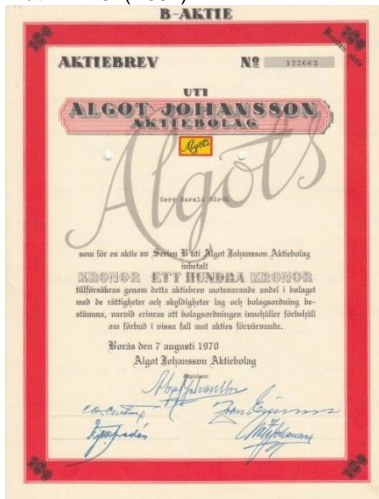 B-AKTIE
AKTIEBREV Nº
UTI
ALGOT JOHANSSON
AKTIEBOLAG
Algots
Algots
Herr Harald
som för en aktie av Serien B uti Algot Johansson Aktiebolag
inbetalt
KRONOR ETT HUNDRA KRONOR
tillförsäkras genom detta aktiebrev motsvarande andel i bolaget
med de rättigheter och skyldigheter lag och bolagsordning be-
stämma, varvid erinras att bolagsordningen innehåller förbehåll
om förbud i vissa fall mot akties förvärvande.
Borås den 7 augusti 1970
Algot Johansson Aktiebolag